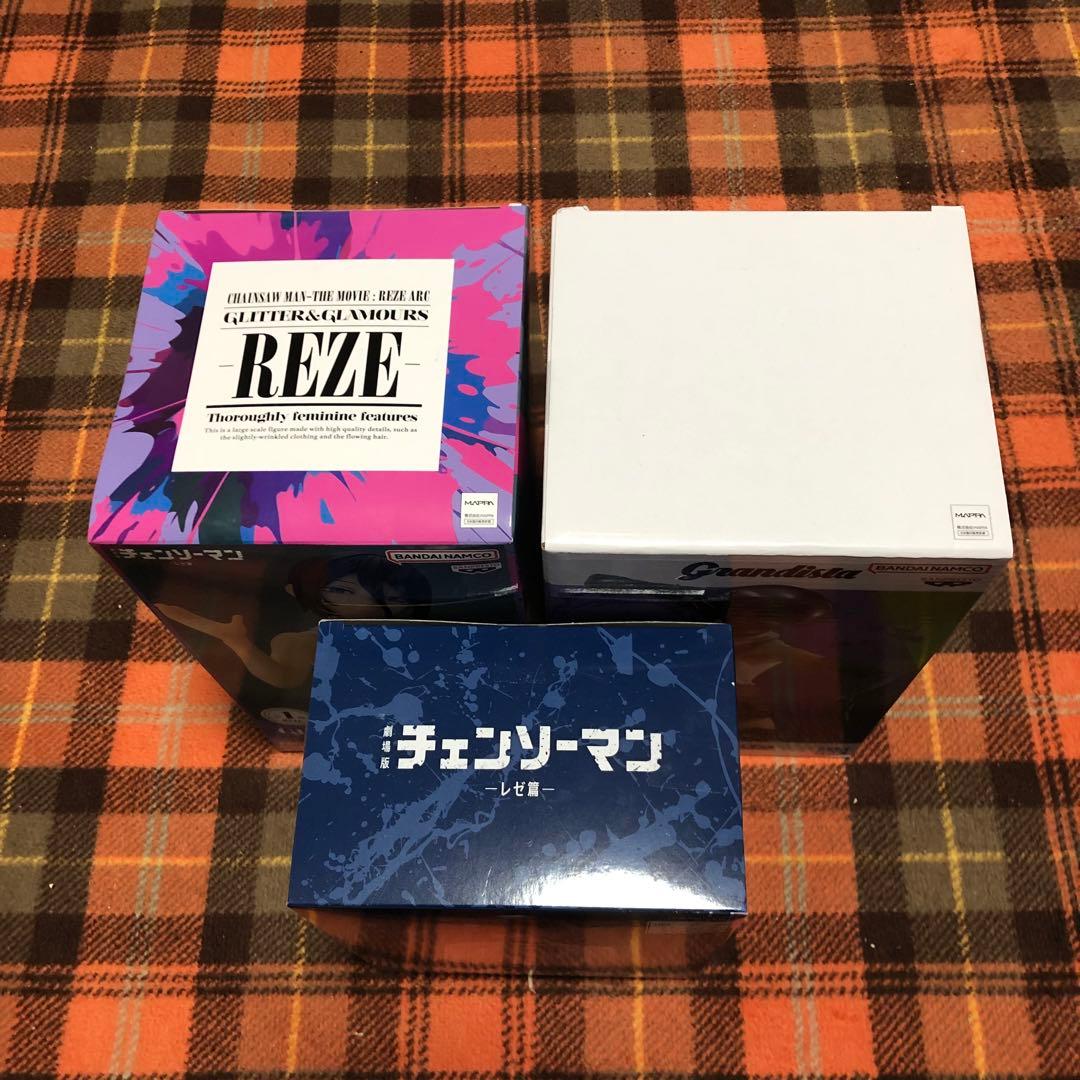 CHAINSAW MAN-THE MOVIE : REZE ARC
GLITTER&GLAMOURS
-REZE-
Thoroughly feminine features
This is a large scale figure made with high quality details, such as
the slightly-wrinkled clothing and the flowing hair.
MAPPA
チェンソーマン
BANDAI NAMCO
MAPPA
Grandista
BANDAI NAMCO
劇場版
チェンソーマン
―レゼ篇―